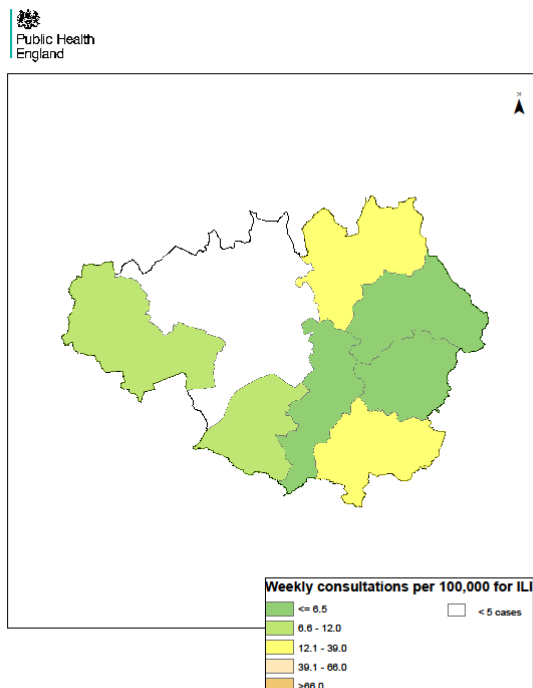 Public Health
England
N
Weekly consultations per 100,000 for ILI
<= 6.5
< 5 cases
6.6 - 12.0
12.1 - 39.0
39.1 - 66.0
>66.0